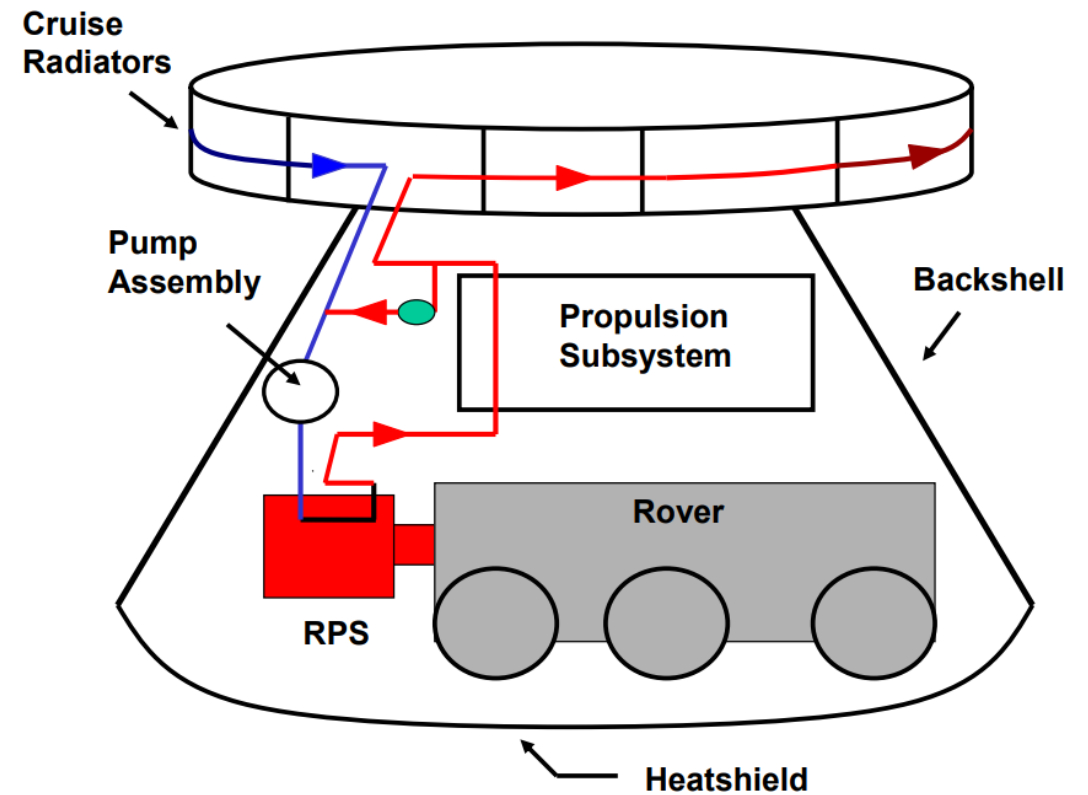 Cruise
Radiators
Pump
Assembly
Backshell
Propulsion
Subsystem
Rover
RPS
Heatshield